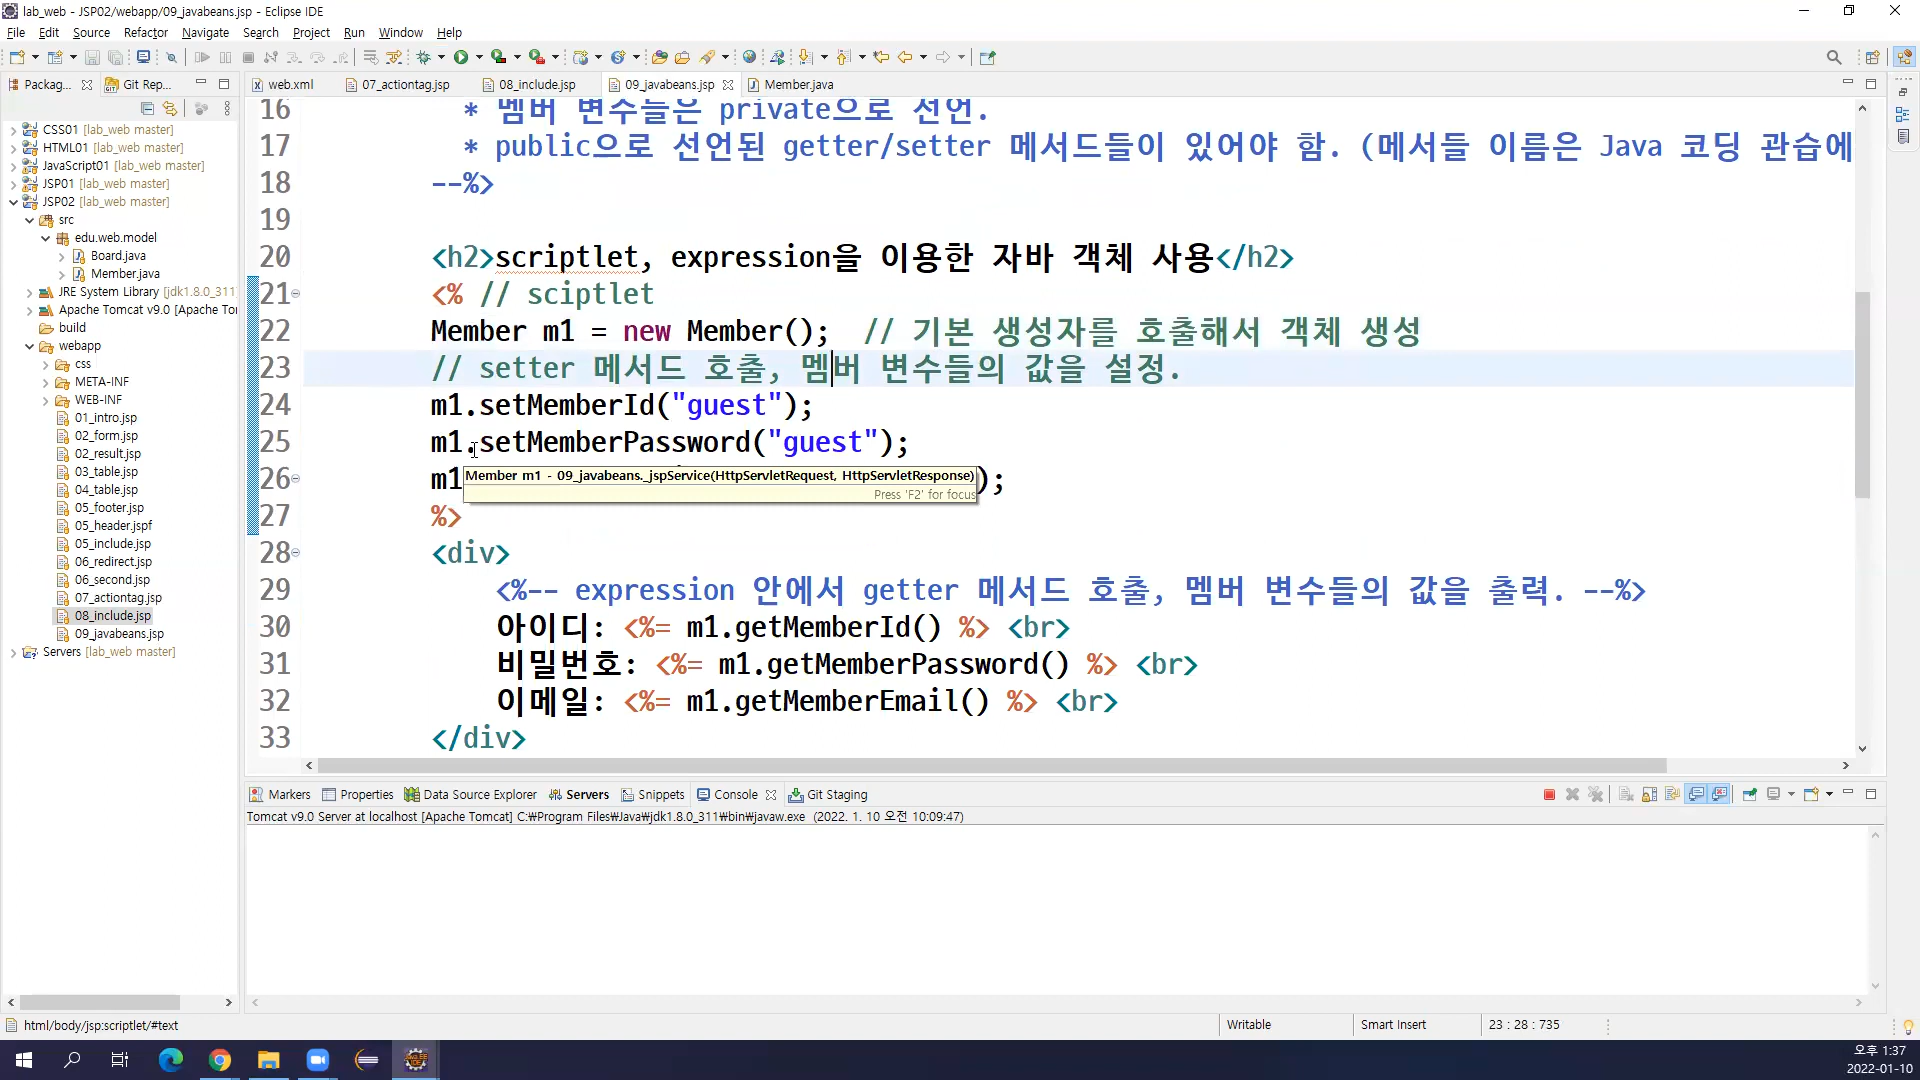 lab_web - JSP02/webapp/09_javabeans.jsp - Eclipse IDE
File Edit Source Refactor Navigate Search Project Run Window Help
Packag... Git Rep...
web.xml 07_actiontag.jsp 08_include.jsp 09_javabeans.jsp Member.java
CSS01 [lab_web master]
HTML01 [lab_web master]
JavaScript01 [lab_web master]
JSP01 [lab_web master]
JSP02 [lab_web master]
src
edu.web.model
Board.java
Member.java
JRE System Library [jdk1.8.0_311]
Apache Tomcat v9.0 [Apache To
build
webapp
css
META-INF
WEB-INF
01_intro.jsp
02_form.jsp
02_result.jsp
03_table.jsp
04_table.jsp
05_footer.jsp
05_header.jspf
05_include.jsp
06_redirect.jsp
06_second.jsp
07_actiontag.jsp
08_include.jsp
09_javabeans.jsp
Servers [lab_web master]
16 * 멤버 변수들은 private으로 선언.
17 * public으로 선언된 getter/setter 메서드들이 있어야 함. (메서들 이름은 Java 코딩 관습에
18 --%>
19
20 <h2>scriptlet, expression을 이용한 자바 객체 사용</h2>
21 <% // sciptlet
22 Member m1 = new Member(); // 기본 생성자를 호출해서 객체 생성
23 // setter 메서드 호출, 멤버 변수들의 값을 설정.
24 m1.setMemberId("guest");
25 m1.setMemberPassword("guest");
26 m1 );
Member m1 - 09_javabeans._jspService(HttpServletRequest, HttpServletResponse)
Press 'F2' for focus
27 %>
28 <div>
29 <%-- expression 안에서 getter 메서드 호출, 멤버 변수들의 값을 출력. --%>
30 아이디: <%= m1.getMemberId() %> <br>
31 비밀번호: <%= m1.getMemberPassword() %> <br>
32 이메일: <%= m1.getMemberEmail() %> <br>
33 </div>
Markers Properties Data Source Explorer Servers Snippets Console Git Staging
Tomcat v9.0 Server at localhost [Apache Tomcat] C:₩Program Files₩Java₩jdk1.8.0_311₩bin₩javaw.exe (2022. 1. 10 오전 10:09:47)
html/body/jsp:scriptlet/#text
Writable Smart Insert 23 : 28 : 735
오후 1:37
2022-01-10